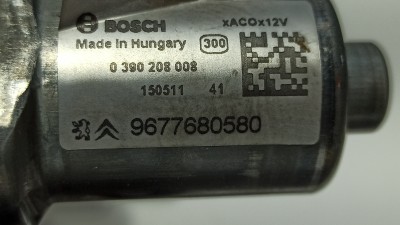 BOSCH xACOx12V
Made in Hungary 300
0 390 208 008
150511 41
9677680580